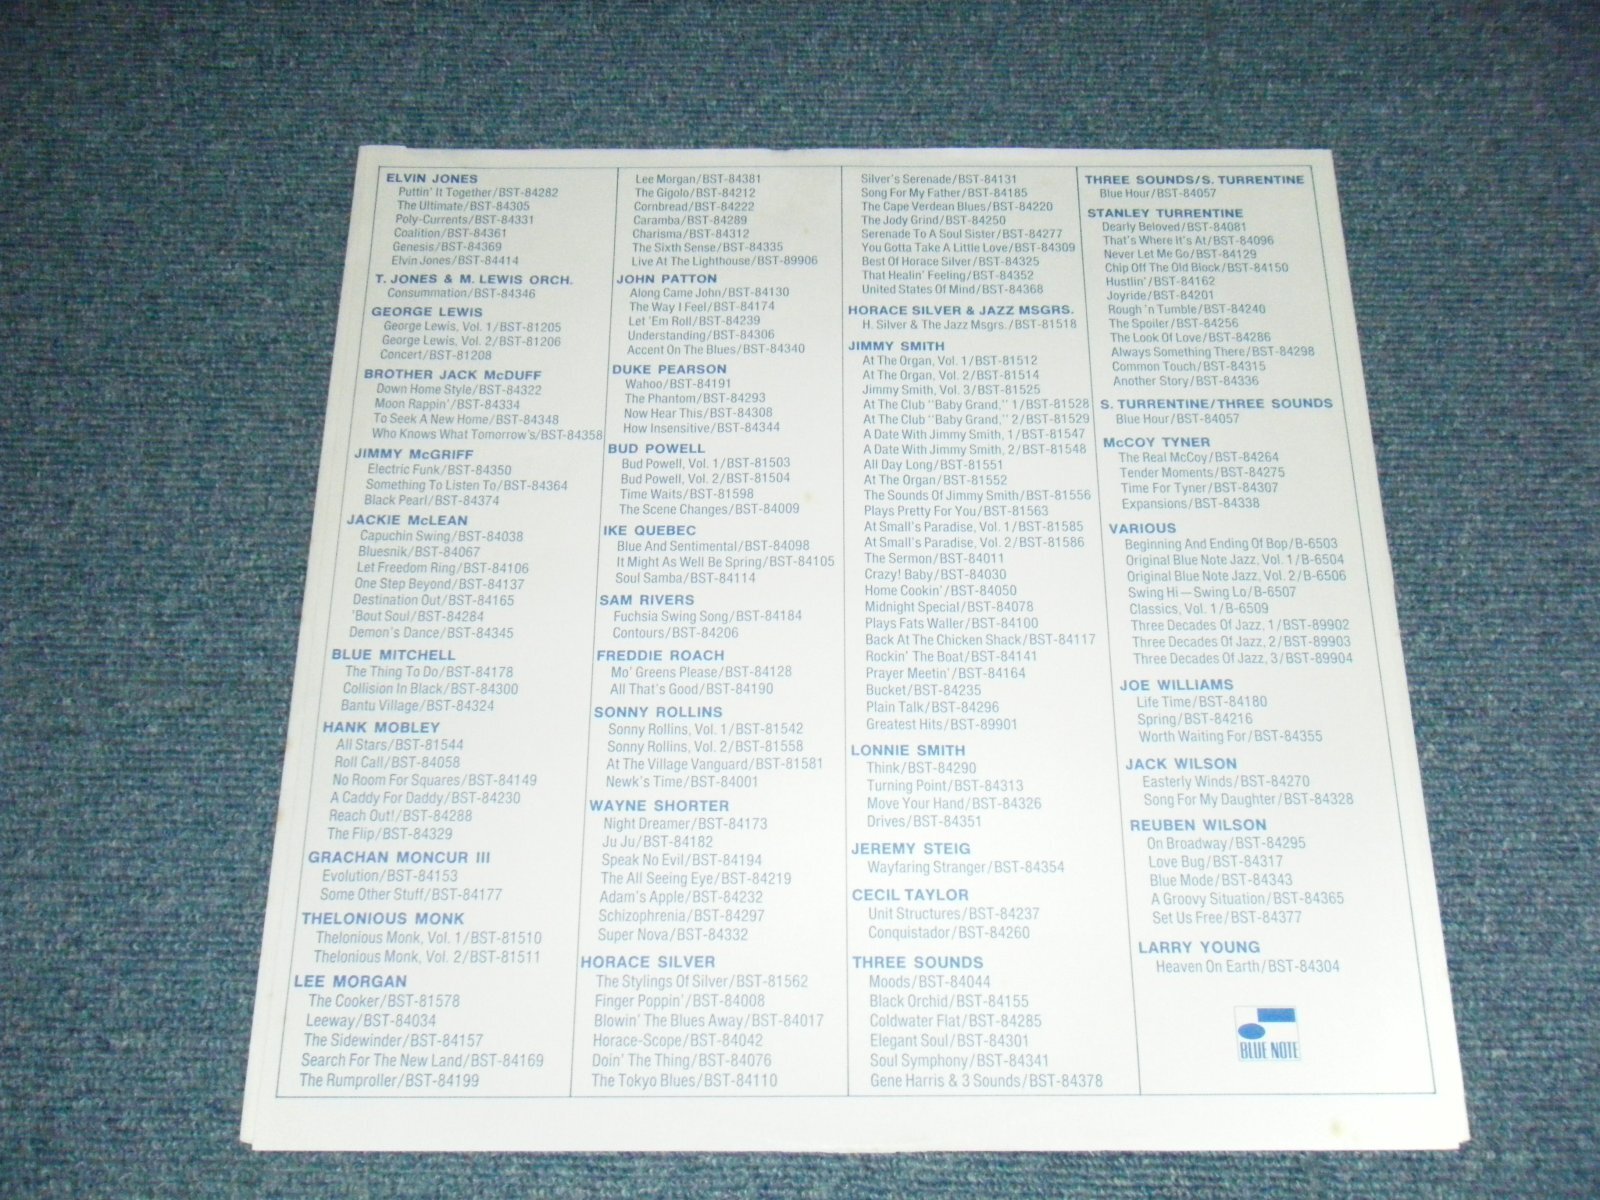 ELVIN JONES
Puttin' It Together/BST-84282
The Ultimate/BST-84305
Poly-Currents/BST-84331
Coalition/BST-84361
Genesis/BST-84369
Elvin Jones/BST-84414
T. JONES & M. LEWIS ORCH.
Consummation/BST-84346
GEORGE LEWIS
George Lewis, Vol. 1/BST-81205
George Lewis, Vol. 2/BST-81206
Concert/BST-81208
BROTHER JACK McDUFF
Down Home Style/BST-84322
Moon Rappin'/BST-84334
To Seek A New Home/BST-84348
Who Knows What Tomorrow's/BST-84358
JIMMY McGRIFF
Electric Funk/BST-84350
Something To Listen To/BST-84364
Black Pearl/BST-84374
JACKIE McLEAN
Capuchin Swing/BST-84038
Bluesnik/BST-84067
Let Freedom Ring/BST-84106
One Step Beyond/BST-84137
Destination Out/BST-84165
'Bout Soul/BST-84284
Demon's Dance/BST-84345
BLUE MITCHELL
The Thing To Do/BST-84178
Collision In Black/BST-84300
Bantu Village/BST-84324
HANK MOBLEY
All Stars/BST-81544
Roll Call/BST-84058
No Room For Squares/BST-84149
A Caddy For Daddy/BST-84230
Reach Out!/BST-84288
The Flip/BST-84329
GRACHAN MONCUR III
Evolution/BST-84153
Some Other Stuff/BST-84177
THELONIOUS MONK
Thelonious Monk, Vol. 1/BST-81510
Thelonious Monk, Vol. 2/BST-81511
LEE MORGAN
The Cooker/BST-81578
Leeway/BST-84034
The Sidewinder/BST-84157
Search For The New Land/BST-84169
The Rumproller/BST-84199
Lee Morgan/BST-84381
The Gigolo/BST-84212
Cornbread/BST-84222
Caramba/BST-84289
Charisma/BST-84312
The Sixth Sense/BST-84335
Live At The Lighthouse/BST-89906
JOHN PATTON
Along Came John/BST-84130
The Way I Feel/BST-84174
Let 'Em Roll/BST-84239
Understanding/BST-84306
Accent On The Blues/BST-84340
DUKE PEARSON
Wahoo/BST-84191
The Phantom/BST-84293
Now Hear This/BST-84308
How Insensitive/BST-84344
BUD POWELL
Bud Powell, Vol. 1/BST-81503
Bud Powell, Vol. 2/BST-81504
Time Waits/BST-81598
The Scene Changes/BST-84009
IKE QUEBEC
Blue And Sentimental/BST-84098
It Might As Well Be Spring/BST-84105
Soul Samba/BST-84114
SAM RIVERS
Fuchsia Swing Song/BST-84184
Contours/BST-84206
FREDDIE ROACH
Mo' Greens Please/BST-84128
All That's Good/BST-84190
SONNY ROLLINS
Sonny Rollins, Vol. 1/BST-81542
Sonny Rollins, Vol. 2/BST-81558
At The Village Vanguard/BST-81581
Newk's Time/BST-84001
WAYNE SHORTER
Night Dreamer/BST-84173
Ju Ju/BST-84182
Speak No Evil/BST-84194
The All Seeing Eye/BST-84219
Adam's Apple/BST-84232
Schizophrenia/BST-84297
Super Nova/BST-84332
HORACE SILVER
The Stylings Of Silver/BST-81562
Finger Poppin'/BST-84008
Blowin' The Blues Away/BST-84017
Horace-Scope/BST-84042
Doin' The Thing/BST-84076
The Tokyo Blues/BST-84110
Silver's Serenade/BST-84131
Song For My Father/BST-84185
The Cape Verdean Blues/BST-84220
The Jody Grind/BST-84250
Serenade To A Soul Sister/BST-84277
You Gotta Take A Little Love/BST-84309
Best Of Horace Silver/BST-84325
That Healin' Feeling/BST-84352
United States Of Mind/BST-84368
HORACE SILVER & JAZZ MSGRS.
H. Silver & The Jazz Msgrs./BST-81518
JIMMY SMITH
At The Organ, Vol. 1/BST-81512
At The Organ, Vol. 2/BST-81514
Jimmy Smith, Vol. 3/BST-81525
At The Club "Baby Grand," 1/BST-81528
At The Club "Baby Grand," 2/BST-81529
A Date With Jimmy Smith, 1/BST-81547
A Date With Jimmy Smith, 2/BST-81548
All Day Long/BST-81551
At The Organ/BST-81552
The Sounds Of Jimmy Smith/BST-81556
Plays Pretty For You/BST-81563
At Small's Paradise, Vol. 1/BST-81585
At Small's Paradise, Vol. 2/BST-81586
The Sermon/BST-84011
Crazy! Baby/BST-84030
Home Cookin'/BST-84050
Midnight Special/BST-84078
Plays Fats Waller/BST-84100
Back At The Chicken Shack/BST-84117
Rockin' The Boat/BST-84141
Prayer Meetin'/BST-84164
Bucket/BST-84235
Plain Talk/BST-84296
Greatest Hits/BST-89901
LONNIE SMITH
Think/BST-84290
Turning Point/BST-84313
Move Your Hand/BST-84326
Drives/BST-84351
JEREMY STEIG
Wayfaring Stranger/BST-84354
CECIL TAYLOR
Unit Structures/BST-84237
Conquistador/BST-84260
THREE SOUNDS
Moods/BST-84044
Black Orchid/BST-84155
Coldwater Flat/BST-84285
Elegant Soul/BST-84301
Soul Symphony/BST-84341
Gene Harris & 3 Sounds/BST-84378
THREE SOUNDS/S. TURRENTINE
Blue Hour/BST-84057
STANLEY TURRENTINE
Dearly Beloved/BST-84081
That's Where It's At/BST-84096
Never Let Me Go/BST-84129
Chip Off The Old Block/BST-84150
Hustlin'/BST-84162
Joyride/BST-84201
Rough 'n Tumble/BST-84240
The Spoiler/BST-84256
The Look Of Love/BST-84286
Always Something There/BST-84298
Common Touch/BST-84315
Another Story/BST-84336
S. TURRENTINE/THREE SOUNDS
Blue Hour/BST-84057
McCOY TYNER
The Real McCoy/BST-84264
Tender Moments/BST-84275
Time For Tyner/BST-84307
Expansions/BST-84338
VARIOUS
Beginning And Ending Of Bop/B-6503
Original Blue Note Jazz, Vol. 1/B-6504
Original Blue Note Jazz, Vol. 2/B-6506
Swing Hi — Swing Lo/B-6507
Classics, Vol. 1/B-6509
Three Decades Of Jazz, 1/BST-89902
Three Decades Of Jazz, 2/BST-89903
Three Decades Of Jazz, 3/BST-89904
JOE WILLIAMS
Life Time/BST-84180
Spring/BST-84216
Worth Waiting For/BST-84355
JACK WILSON
Easterly Winds/BST-84270
Song For My Daughter/BST-84328
REUBEN WILSON
On Broadway/BST-84295
Love Bug/BST-84317
Blue Mode/BST-84343
A Groovy Situation/BST-84365
Set Us Free/BST-84377
LARRY YOUNG
Heaven On Earth/BST-84304
BLUE NOTE